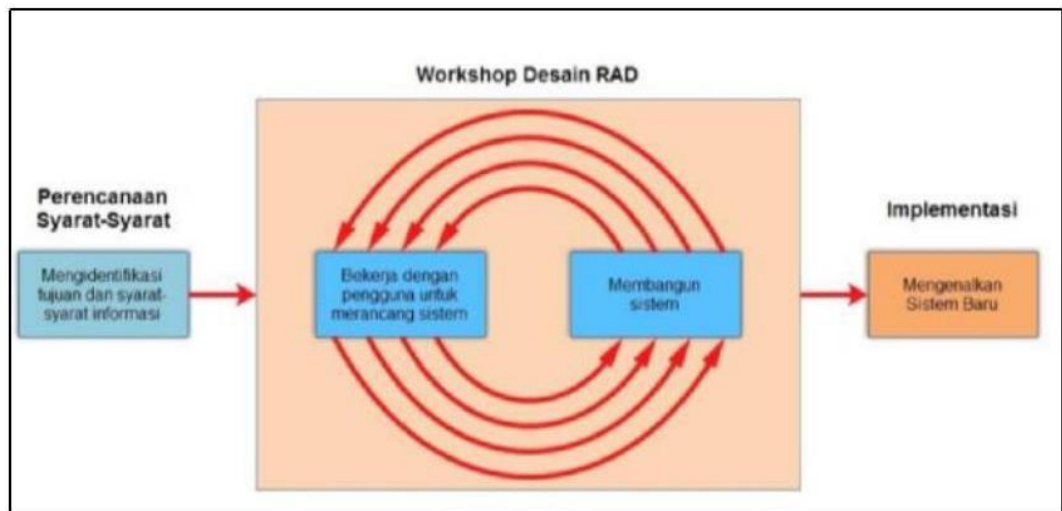 Workshop Desain RAD
Perencanaan
Syarat-Syarat
Mengidentifikasi
tujuan dan syarat-
syarat informasi
Bekerja dengan
pengguna untuk
merancang sistem
Membangun
sistem
Implementasi
Mengenalkan
Sistem Baru